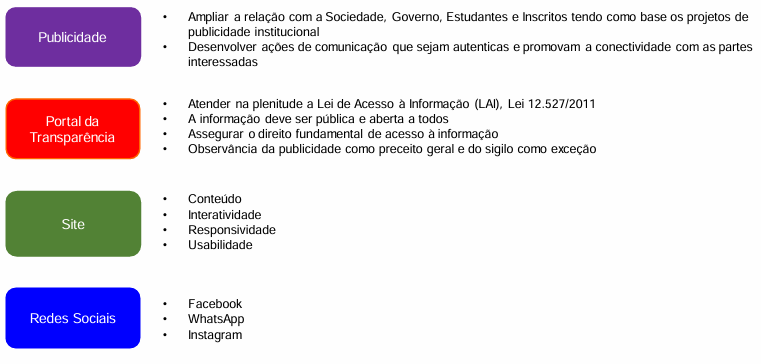 Publicidade
• Ampliar a relação com a Sociedade, Governo, Estudantes e Inscritos tendo como base os projetos de
publicidade institucional
• Desenvolver ações de comunicação que sejam autenticas e promovam a conectividade com as partes
interessadas
Portal da
Transparência
• Atender na plenitude a Lei de Acesso à Informação (LAI), Lei 12.527/2011
• A informação deve ser pública e aberta a todos
• Assegurar o direito fundamental de acesso à informação
• Observância da publicidade como preceito geral e do sigilo como exceção
Site
• Conteúdo
• Interatividade
• Responsividade
• Usabilidade
Redes Sociais
• Facebook
• WhatsApp
• Instagram